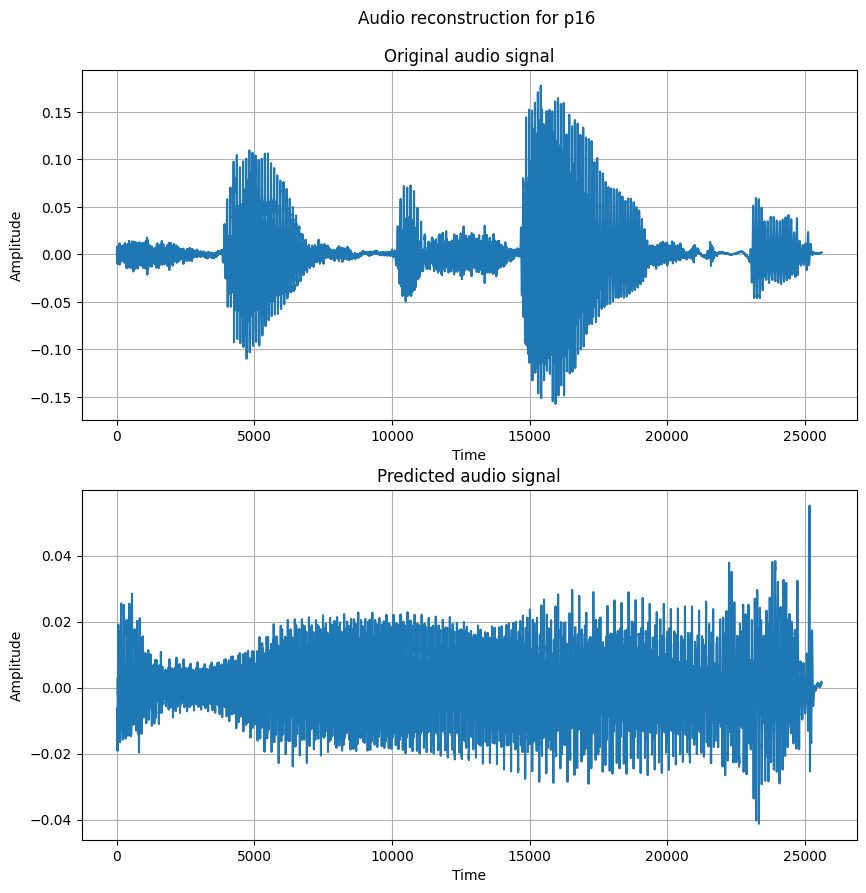 Audio reconstruction for p16
Original audio signal
0.15
0.10
0.05
0.00
−0.05
−0.10
−0.15
Amplitude
0 5000 10000 15000 20000 25000
Time
Predicted audio signal
0.04
0.02
0.00
−0.02
−0.04
Amplitude
0 5000 10000 15000 20000 25000
Time